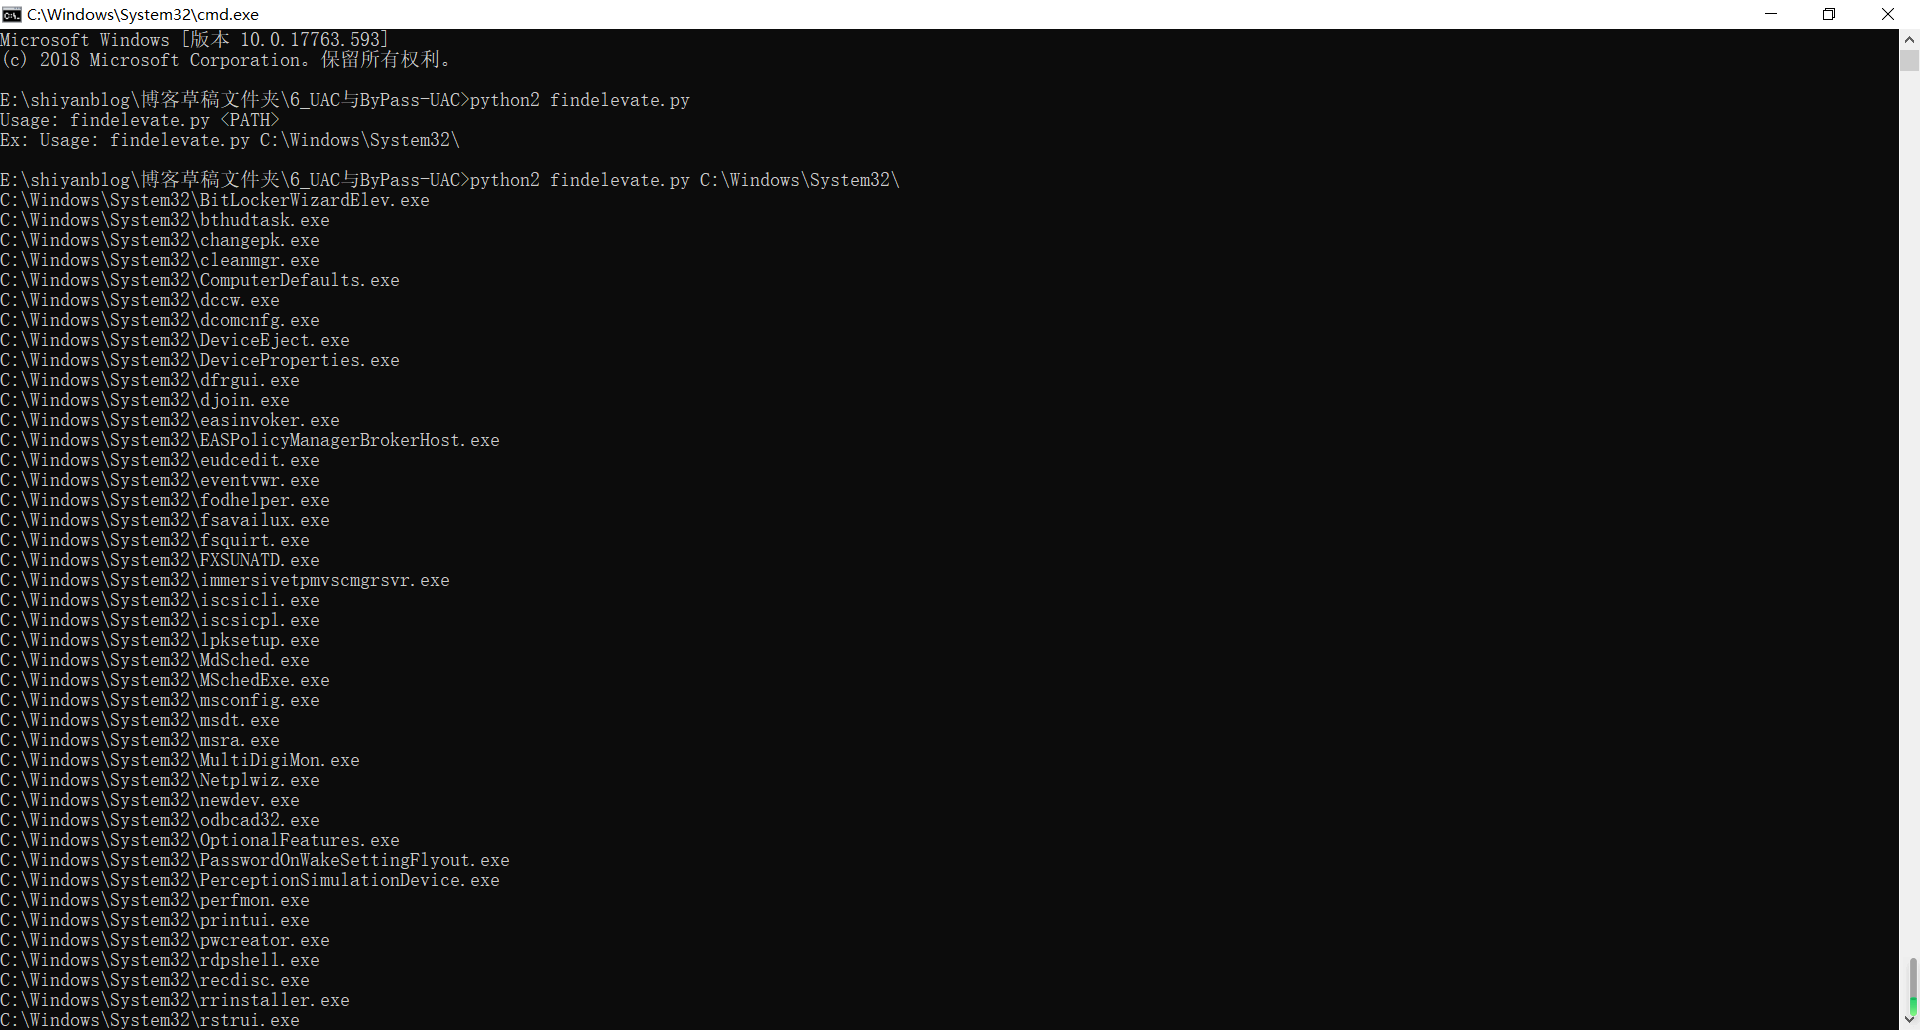 C:\Windows\System32\cmd.exe
Microsoft Windows [版本 10.0.17763.593]
(c) 2018 Microsoft Corporation。保留所有权利。
E:\shiyanblog\博客草稿文件夹\6_UAC与ByPass-UAC>python2 findelevate.py
Usage: findelevate.py <PATH>
Ex: Usage: findelevate.py C:\Windows\System32\
E:\shiyanblog\博客草稿文件夹\6_UAC与ByPass-UAC>python2 findelevate.py C:\Windows\System32\
C:\Windows\System32\BitLockerWizardElev.exe
C:\Windows\System32\bthudtask.exe
C:\Windows\System32\changepk.exe
C:\Windows\System32\cleanmgr.exe
C:\Windows\System32\ComputerDefaults.exe
C:\Windows\System32\dccw.exe
C:\Windows\System32\dcomcnfg.exe
C:\Windows\System32\DeviceEject.exe
C:\Windows\System32\DeviceProperties.exe
C:\Windows\System32\dfrgui.exe
C:\Windows\System32\djoin.exe
C:\Windows\System32\easinvoker.exe
C:\Windows\System32\EASPolicyManagerBrokerHost.exe
C:\Windows\System32\eudcedit.exe
C:\Windows\System32\eventvwr.exe
C:\Windows\System32\fodhelper.exe
C:\Windows\System32\fsavailux.exe
C:\Windows\System32\fsquirt.exe
C:\Windows\System32\FXSUNATD.exe
C:\Windows\System32\immersivetpmvscmgrsvr.exe
C:\Windows\System32\iscsicli.exe
C:\Windows\System32\iscsicpl.exe
C:\Windows\System32\lpksetup.exe
C:\Windows\System32\MdSched.exe
C:\Windows\System32\MSchedExe.exe
C:\Windows\System32\msconfig.exe
C:\Windows\System32\msdt.exe
C:\Windows\System32\msra.exe
C:\Windows\System32\MultiDigiMon.exe
C:\Windows\System32\Netplwiz.exe
C:\Windows\System32\newdev.exe
C:\Windows\System32\odbcad32.exe
C:\Windows\System32\OptionalFeatures.exe
C:\Windows\System32\PasswordOnWakeSettingFlyout.exe
C:\Windows\System32\PerceptionSimulationDevice.exe
C:\Windows\System32\perfmon.exe
C:\Windows\System32\printui.exe
C:\Windows\System32\pwcreator.exe
C:\Windows\System32\rdpshell.exe
C:\Windows\System32\recdisc.exe
C:\Windows\System32\rrinstaller.exe
C:\Windows\System32\rstrui.exe